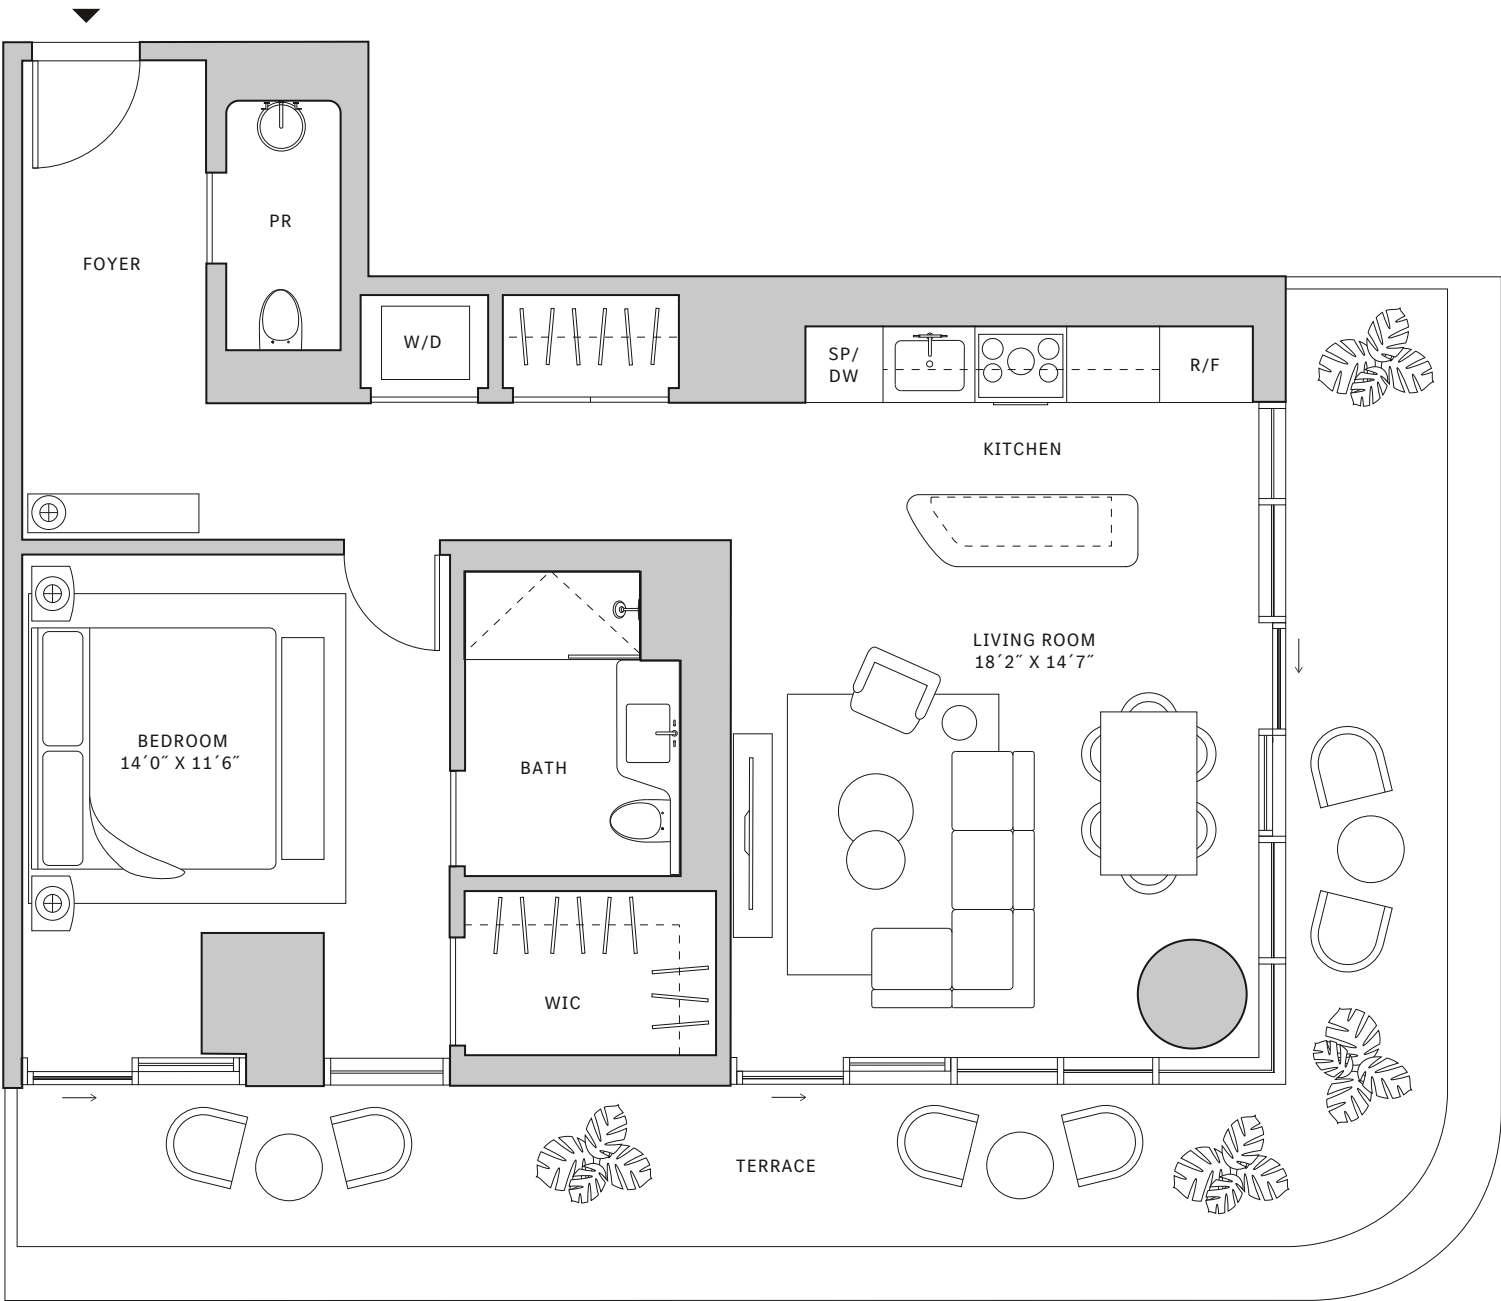 PR
FOYER
W/D
SP/
DW
R/F
KITCHEN
LIVING ROOM
18´2˝ X 14´7˝
BEDROOM
14´0˝ X 11´6˝
BATH
WIC
TERRACE